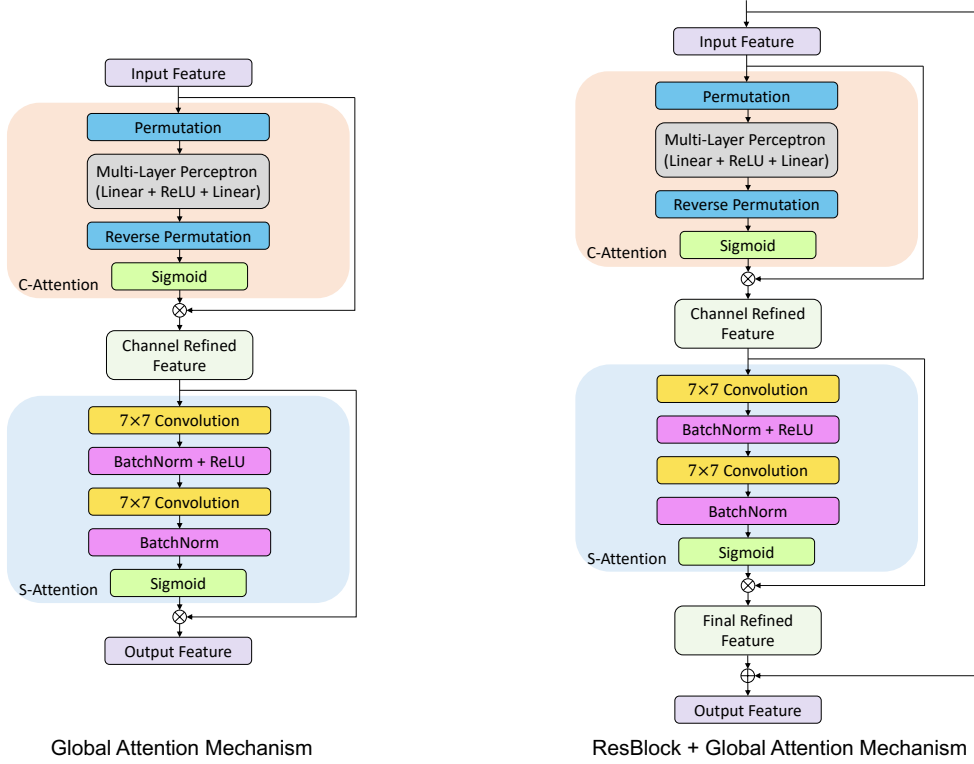 Input Feature
Permutation
Multi-Layer Perceptron
(Linear + ReLU + Linear)
Reverse Permutation
Sigmoid
C-Attention
Channel Refined
Feature
7×7 Convolution
BatchNorm + ReLU
7×7 Convolution
BatchNorm
Sigmoid
S-Attention
Output Feature
Global Attention Mechanism
Input Feature
Permutation
Multi-Layer Perceptron
(Linear + ReLU + Linear)
Reverse Permutation
Sigmoid
C-Attention
Channel Refined
Feature
7×7 Convolution
BatchNorm + ReLU
7×7 Convolution
BatchNorm
Sigmoid
S-Attention
Final Refined
Feature
Output Feature
ResBlock + Global Attention Mechanism